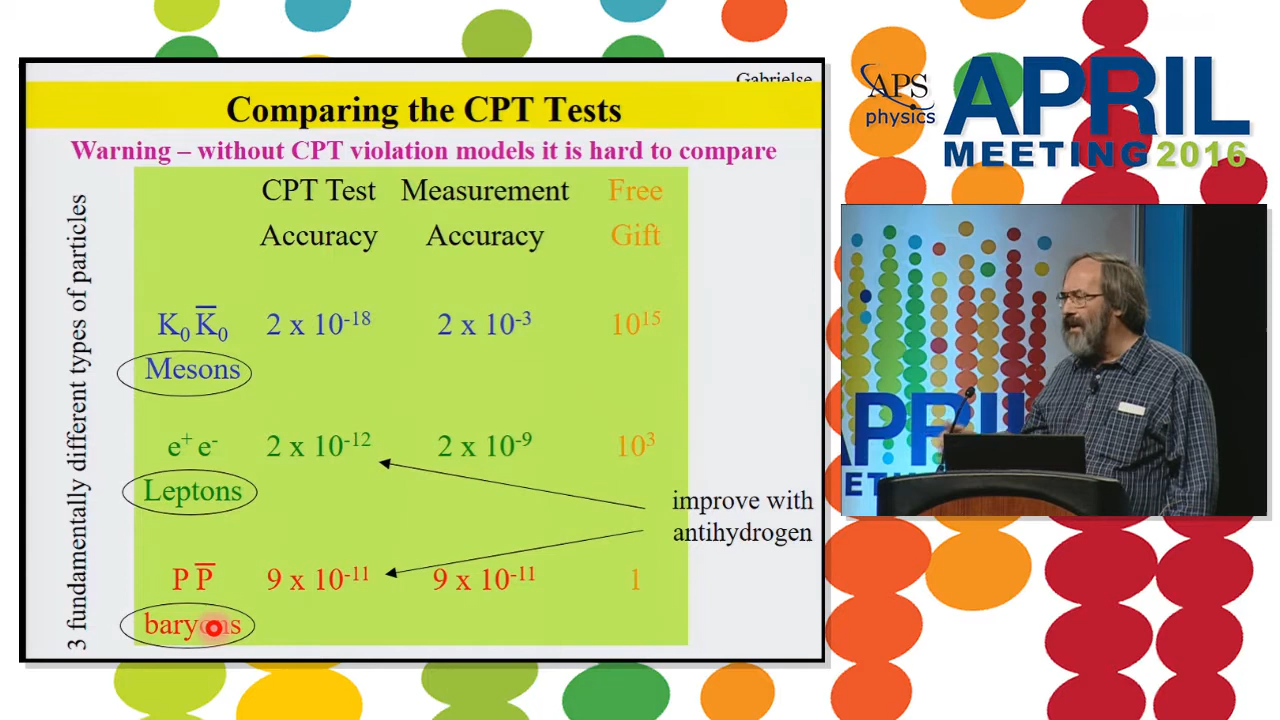 Gabrielse
Comparing the CPT Tests
Warning – without CPT violation models it is hard to compare
3 fundamentally different types of particles
CPT Test Measurement Free
Accuracy Accuracy Gift
K₀ K̅₀ 2 x 10⁻¹⁸ 2 x 10⁻³ 10¹⁵
Mesons
e⁺ e⁻ 2 x 10⁻¹² 2 x 10⁻⁹ 10³
Leptons
improve with
antihydrogen
P P̅ 9 x 10⁻¹¹ 9 x 10⁻¹¹ 1
baryons
APS
physics
APRIL
MEETING 2016
APRIL
MEETING